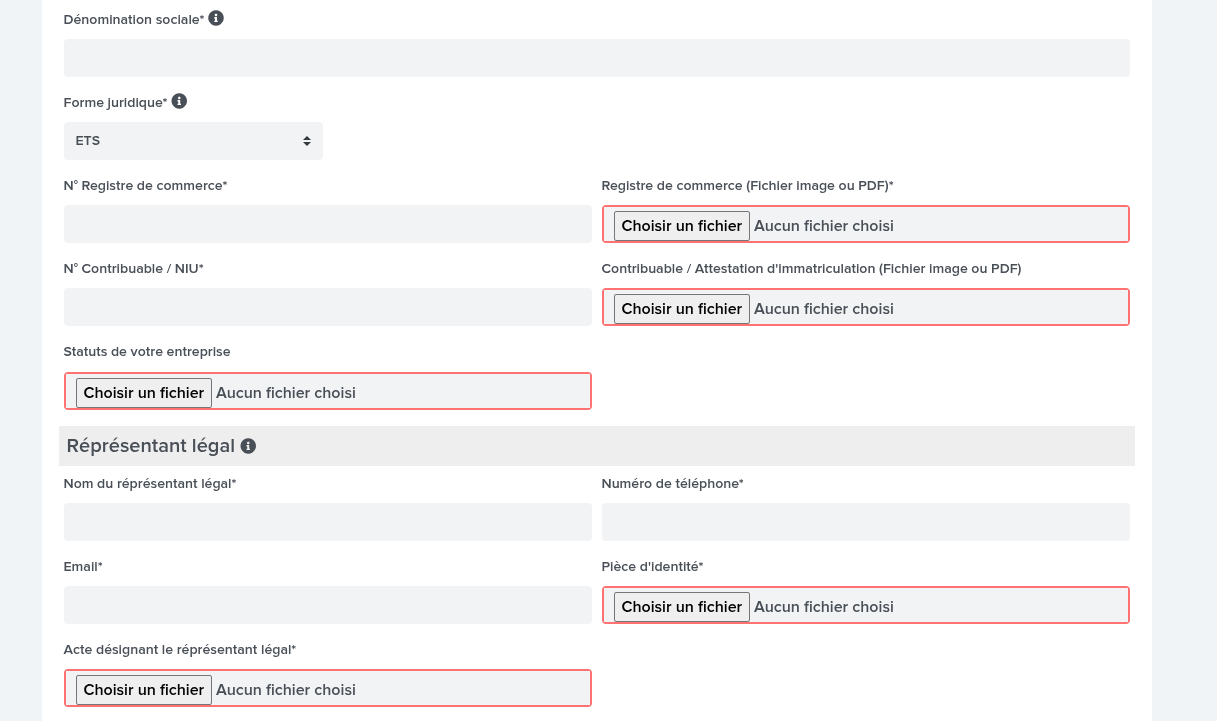 Dénomination sociale*
Forme juridique*
ETS
N° Registre de commerce* Registre de commerce (Fichier image ou PDF)*
Choisir un fichier Aucun fichier choisi
N° Contribuable / NIU* Contribuable / Attestation d'immatriculation (Fichier image ou PDF)
Choisir un fichier Aucun fichier choisi
Statuts de votre entreprise
Choisir un fichier Aucun fichier choisi
Réprésentant légal
Nom du réprésentant légal* Numéro de téléphone*
Email* Pièce d'identité*
Choisir un fichier Aucun fichier choisi
Acte désignant le réprésentant légal*
Choisir un fichier Aucun fichier choisi